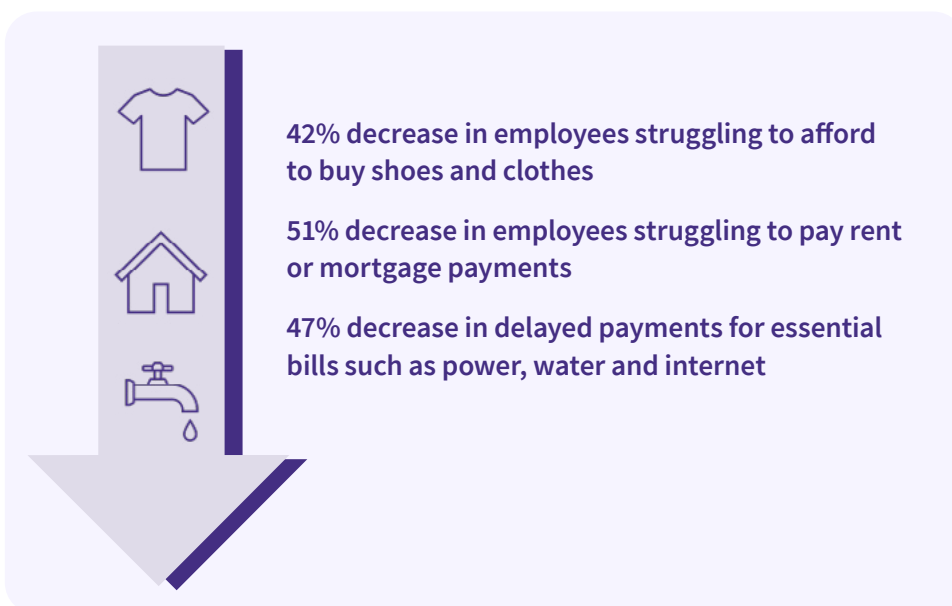 42% decrease in employees struggling to afford
to buy shoes and clothes
51% decrease in employees struggling to pay rent
or mortgage payments
47% decrease in delayed payments for essential
bills such as power, water and internet